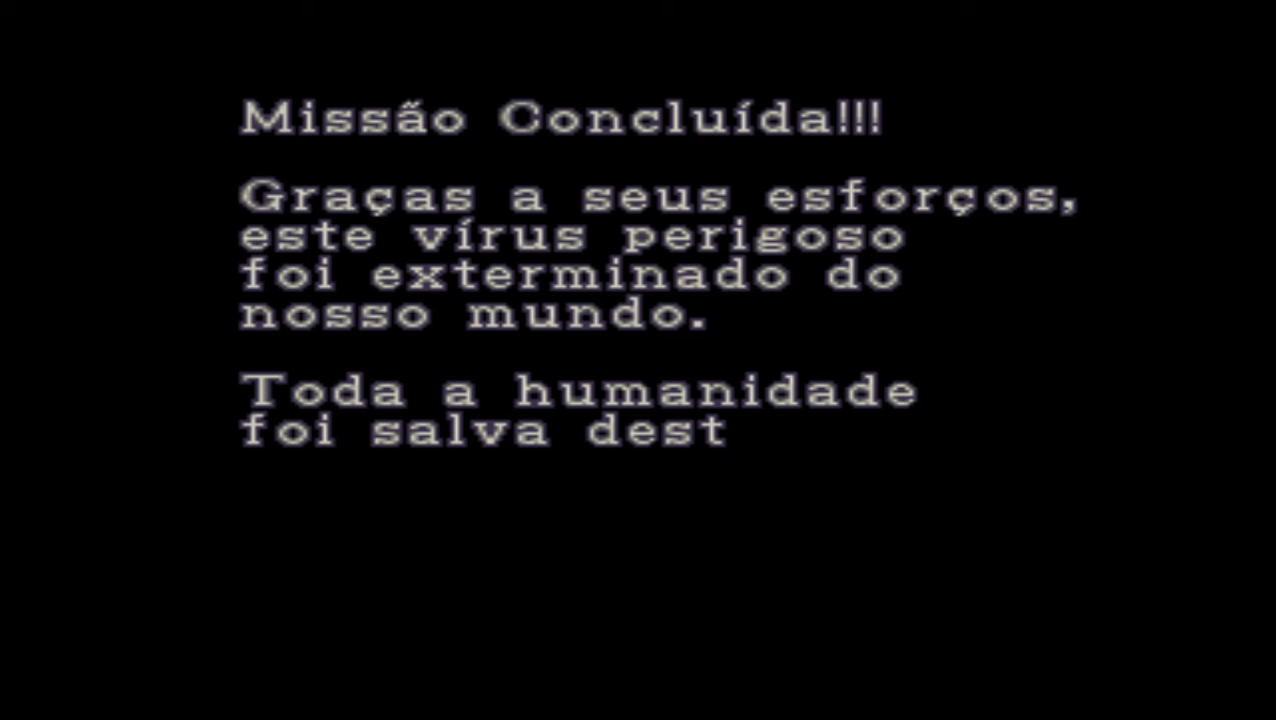 Missão Concluída!!!
Graças a seus esforços,
este vírus perigoso
foi exterminado do
nosso mundo.
Toda a humanidade
foi salva dest